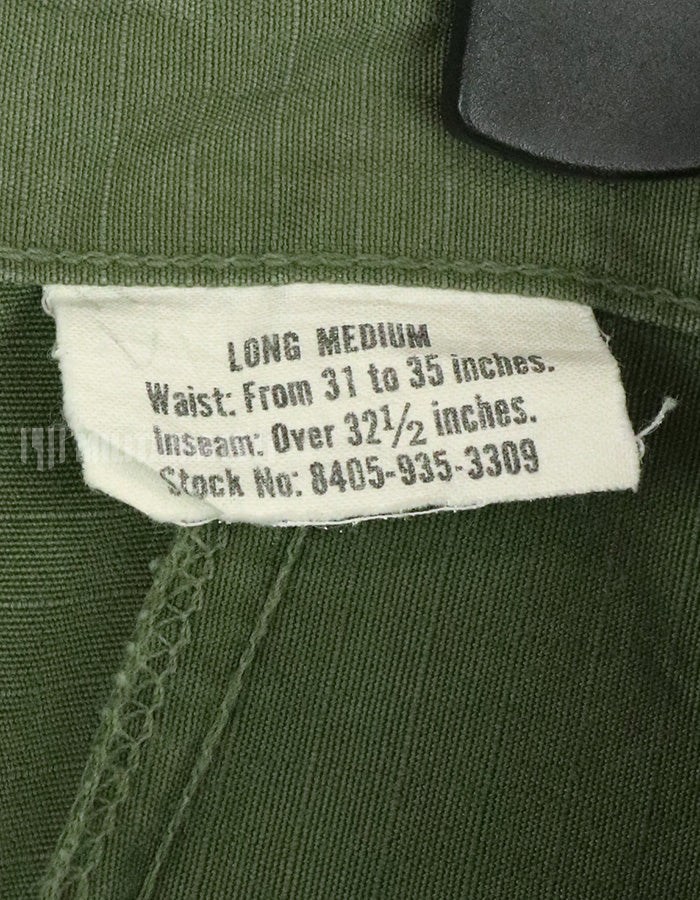 LONG MEDIUM
Waist: From 31 to 35 inches.
Inseam: Over 32½ inches.
Stock No: 8405-935-3309